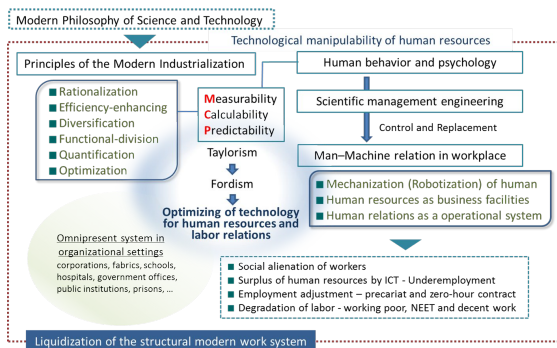 Modern Philosophy of Science and Technology
Technological manipulability of human resources
Principles of the Modern Industrialization
Rationalization
Efficiency-enhancing
Diversification
Functional-division
Quantification
Optimization
Measurability
Calculability
Predictability
Taylorism
Fordism
Optimizing of technology
for human resources and
labor relations
Human behavior and psychology
Scientific management engineering
Control and Replacement
Man–Machine relation in workplace
Mechanization (Robotization) of human
Human resources as business facilities
Human relations as a operational system
Omnipresent system in
organizational settings
corporations, fabrics, schools,
hospitals, government offices,
public institutions, prisons, ...
Social alienation of workers
Surplus of human resources by ICT - Underemployment
Employment adjustment – precariat and zero-hour contract
Degradation of labor - working poor, NEET and decent work
Liquidization of the structural modern work system